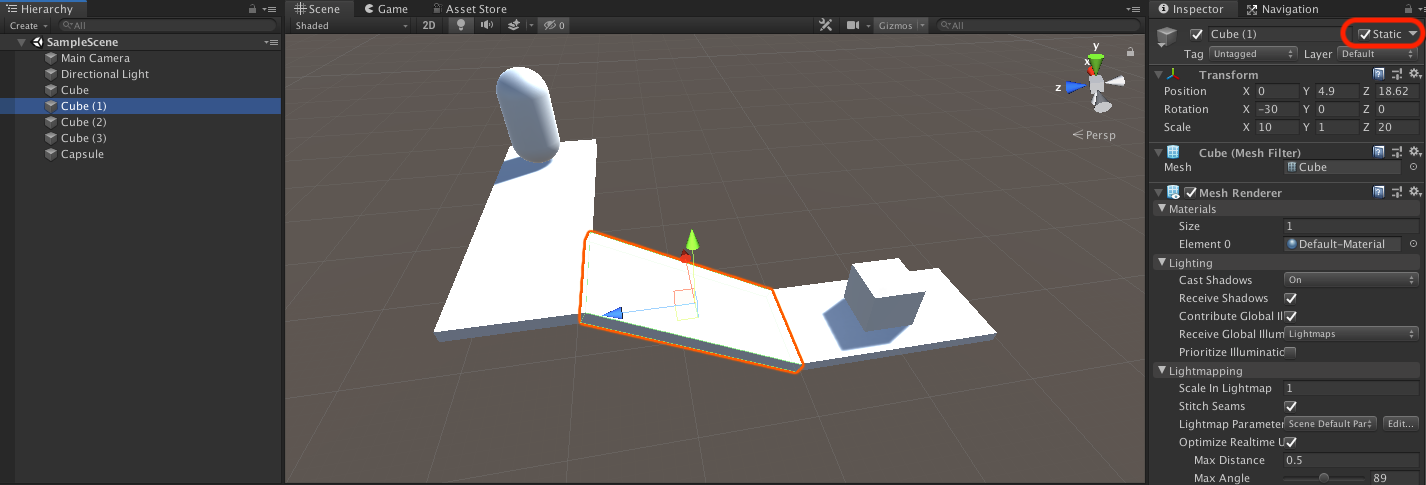 Hierarchy
Create
All
SampleScene
Main Camera
Directional Light
Cube
Cube (1)
Cube (2)
Cube (3)
Capsule
Scene Game Asset Store
Shaded 2D 0 Gizmos All
y
x
z
Persp
Inspector Navigation
Cube (1) Static
Tag Untagged Layer Default
Transform
Position X 0 Y 4.9 Z 18.62
Rotation X -30 Y 0 Z 0
Scale X 10 Y 1 Z 20
Cube (Mesh Filter)
Mesh Cube
Mesh Renderer
Materials
Size 1
Element 0 Default-Material
Lighting
Cast Shadows On
Receive Shadows
Contribute Global Il
Receive Global Illum Lightmaps
Prioritize Illuminatic
Lightmapping
Scale In Lightmap 1
Stitch Seams
Lightmap Parameter Scene Default Par Edit...
Optimize Realtime U
Max Distance 0.5
Max Angle 89